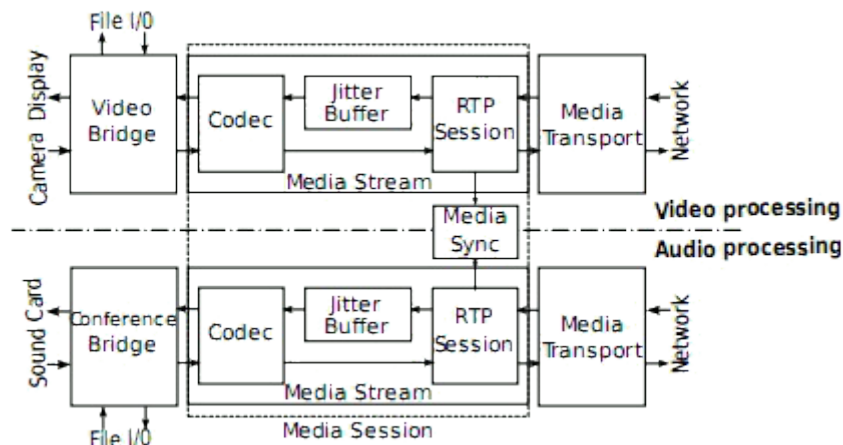 File I/0
Camera Display
Video
Bridge
Codec
Jitter
Buffer
RTP
Session
Media
Transport
Network
Media Stream
Media
Sync
Video processing
Audio processing
Sound Card
Conference
Bridge
Codec
Jitter
Buffer
RTP
Session
Media
Transport
Network
Media Stream
File I/0
Media Session